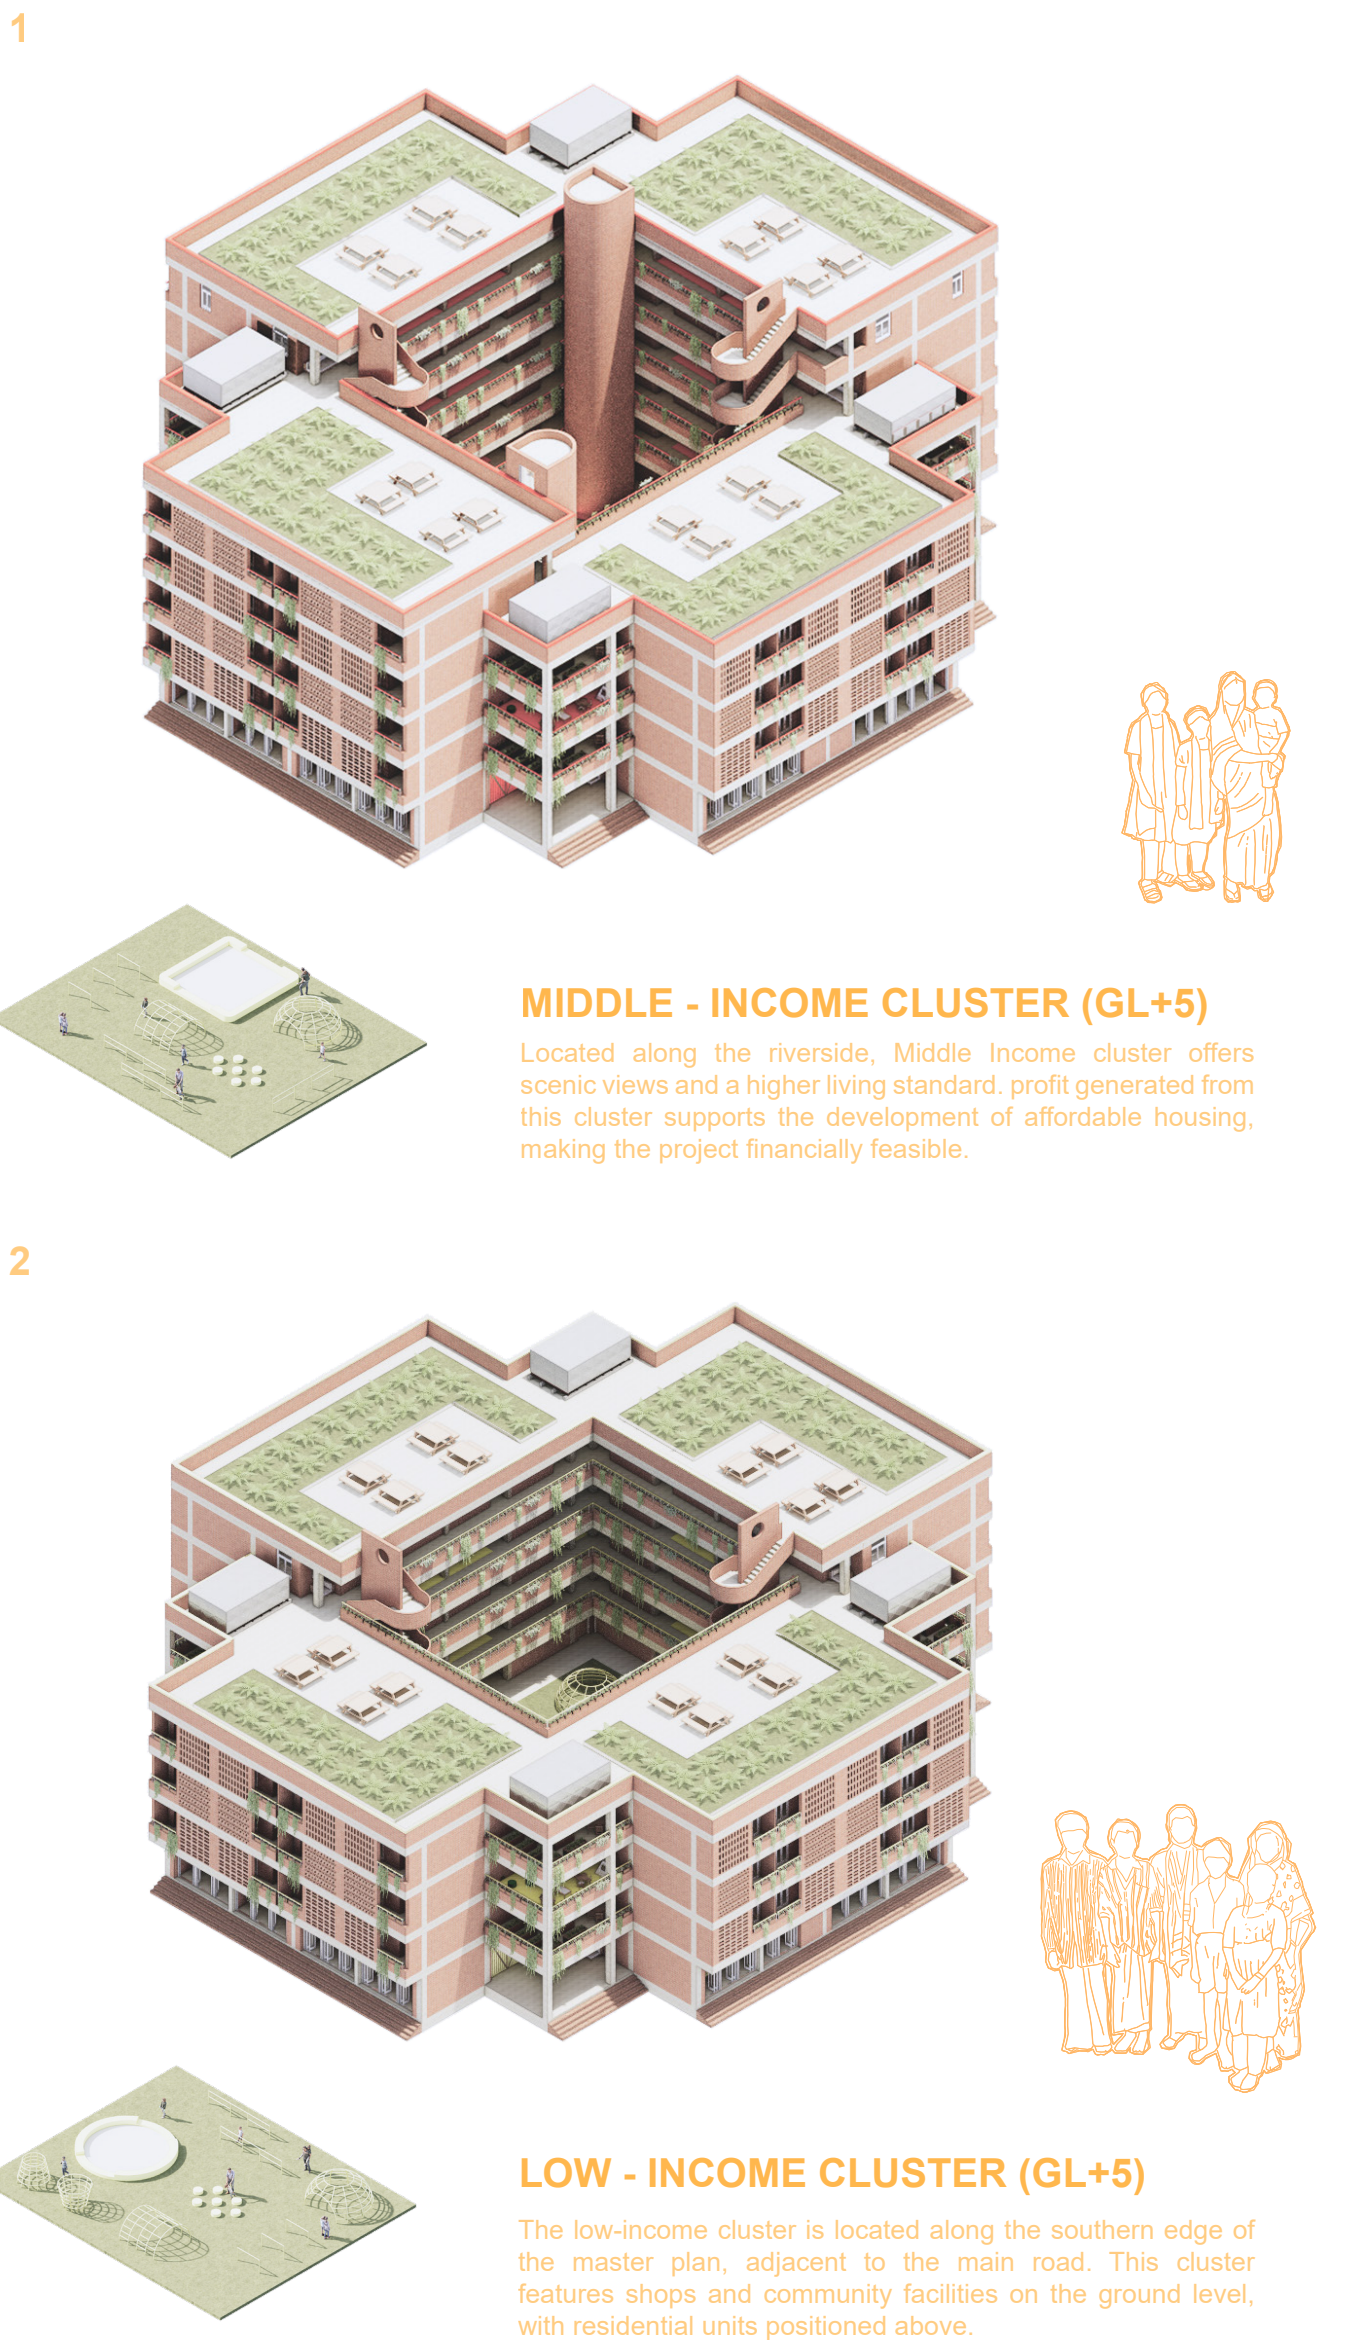 1
MIDDLE - INCOME CLUSTER (GL+5)
Located along the riverside, Middle Income cluster offers
scenic views and a higher living standard. profit generated from
this cluster supports the development of affordable housing,
making the project financially feasible.
2
LOW - INCOME CLUSTER (GL+5)
The low-income cluster is located along the southern edge of
the master plan, adjacent to the main road. This cluster
features shops and community facilities on the ground level,
with residential units positioned above.